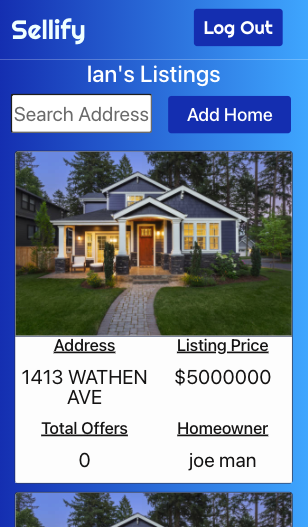 Sellify
Log Out
Ian's Listings
Search Address
Add Home
Address
Listing Price
1413 WATHEN
AVE
$5000000
Total Offers
Homeowner
0
joe man